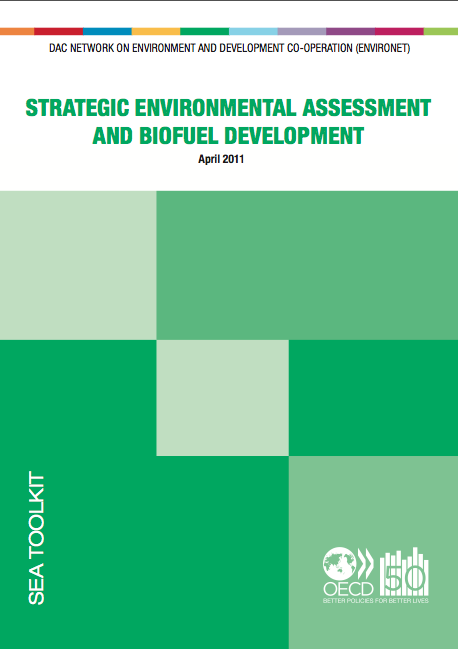 DAC NETWORK ON ENVIRONMENT AND DEVELOPMENT CO-OPERATION (ENVIRONET)
STRATEGIC ENVIRONMENTAL ASSESSMENT
AND BIOFUEL DEVELOPMENT
April 2011
SEA TOOLKIT
OECD
50
BETTER POLICIES FOR BETTER LIVES